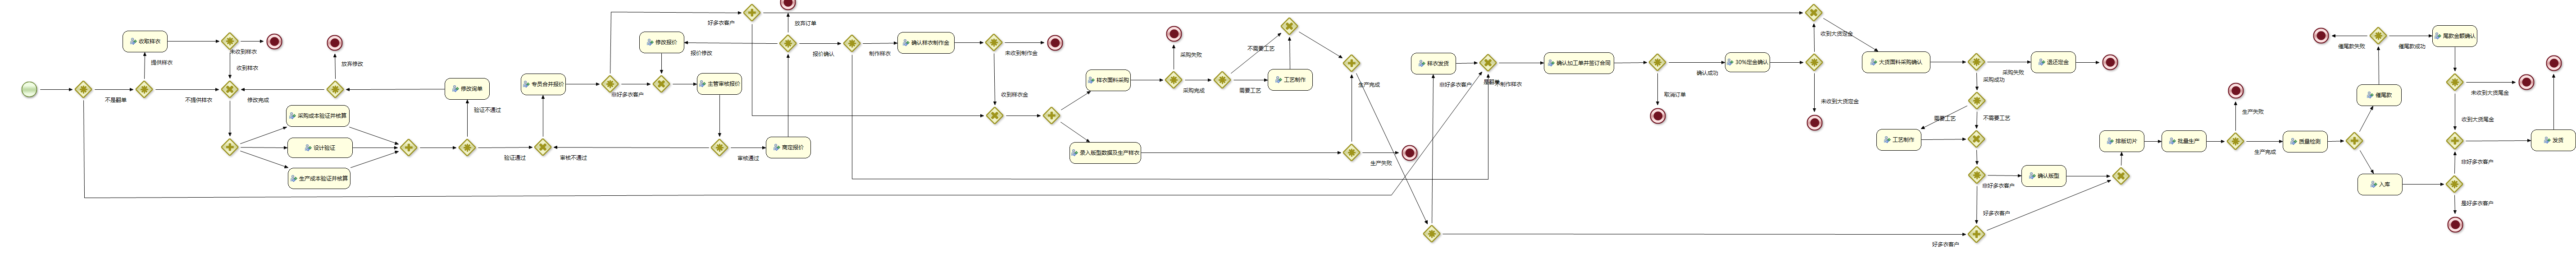 不是翻单
收取样衣
提供样衣
不提供样衣
未收到样衣
收到样衣
修改完成
放弃修改
采购成本验证并核算
设计验证
生产成本验证并核算
修改闭单
验证不通过
验证通过
审核不通过
专员合并报价
非好多衣客户
修改报价
报价修改
主管审核报价
审核通过
商定报价
好多衣客户
放弃订单
报价确认
制作样衣
确认样衣制作金
未收到制作金
收到样衣金
样衣面料采购
录入版型数据及生产样衣
采购失败
采购完成
不需要工艺
需要工艺
工艺制作
生产完成
生产失败
样衣发货
非好多衣客户
不制作样衣
确认加工单并签订合同
取消订单
确认成功
30%定金确认
收到大货定金
未收到大货定金
大货面料采购确认
采购失败
采购成功
退还定金
需要工艺
不需要工艺
工艺制作
非好多衣客户
确认版型
好多衣客户
好多衣客户
排版切片
批量生产
生产失败
生产完成
质量检测
催尾款
入库
催尾款失败
催尾款成功
尾款金额确认
未收到大货尾金
收到大货尾金
非好多衣客户
是好多衣客户
发货